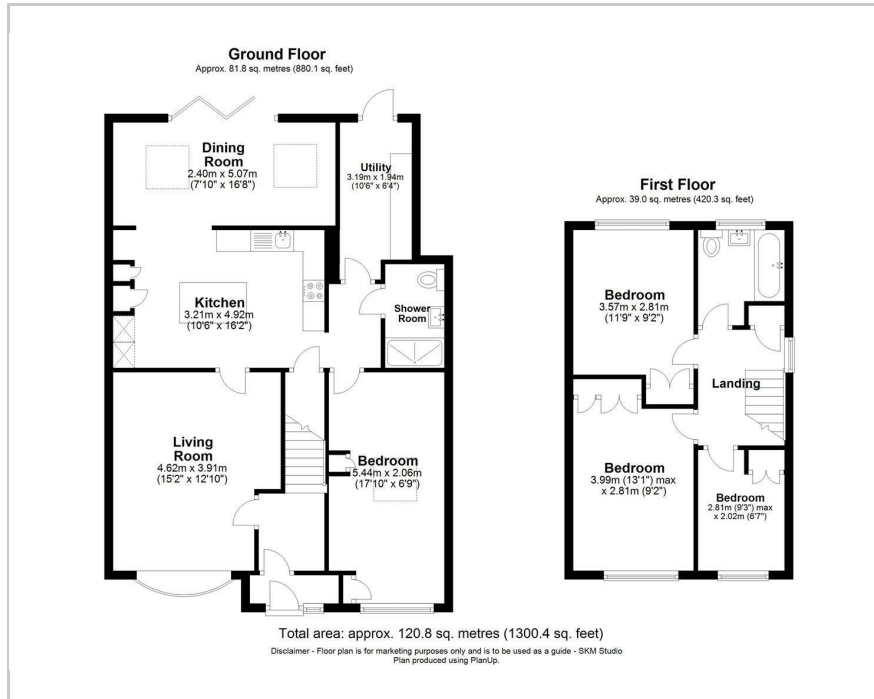 Ground Floor
Approx. 81.8 sq. metres (880.1 sq. feet)
Dining
Room
2.40m x 5.07m
(7'10" x 16'8")
Utility
3.19m x 1.94m
(10'6" x 6'4")
Kitchen
3.21m x 4.92m
(10'6" x 16'2")
Shower
Room
Living
Room
4.62m x 3.91m
(15'2" x 12'10")
Bedroom
5.44m x 2.06m
(17'10" x 6'9")
First Floor
Approx. 39.0 sq. metres (420.3 sq. feet)
Bedroom
3.57m x 2.81m
(11'9" x 9'2")
Landing
Bedroom
3.99m (13'1") max
x 2.81m (9'2")
Bedroom
2.81m (9'3") max
x 2.02m (6'7")
Total area: approx. 120.8 sq. metres (1300.4 sq. feet)
Disclaimer - Floor plan is for marketing purposes only and is to be used as a guide - SKM Studio
Plan produced using PlanUp.